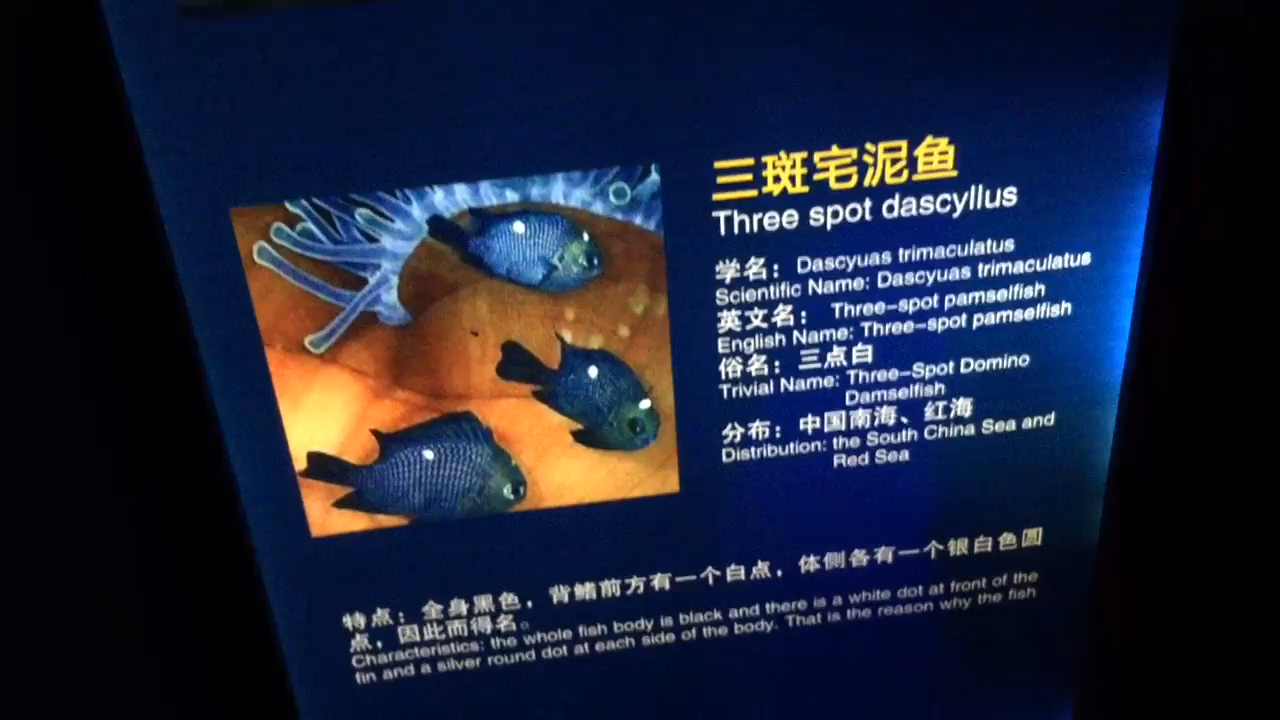 三斑宅泥鱼
Three spot dascyllus
学名： Dascyuas trimaculatus
Scientific Name: Dascyuas trimaculatus
英文名： Three-spot pamselfish
English Name: Three-spot pamselfish
俗名：三点白
Trivial Name: Three-Spot Domino
Damselfish
分布：中国南海、红海
Distribution: the South China Sea and
Red Sea
特点：全身黑色，背鳍前方有一个白点，体侧各有一个银白色圆
点，因此而得名。
Characteristics: the whole fish body is black and there is a white dot at front of the
fin and a silver round dot at each side of the body. That is the reason why the fish